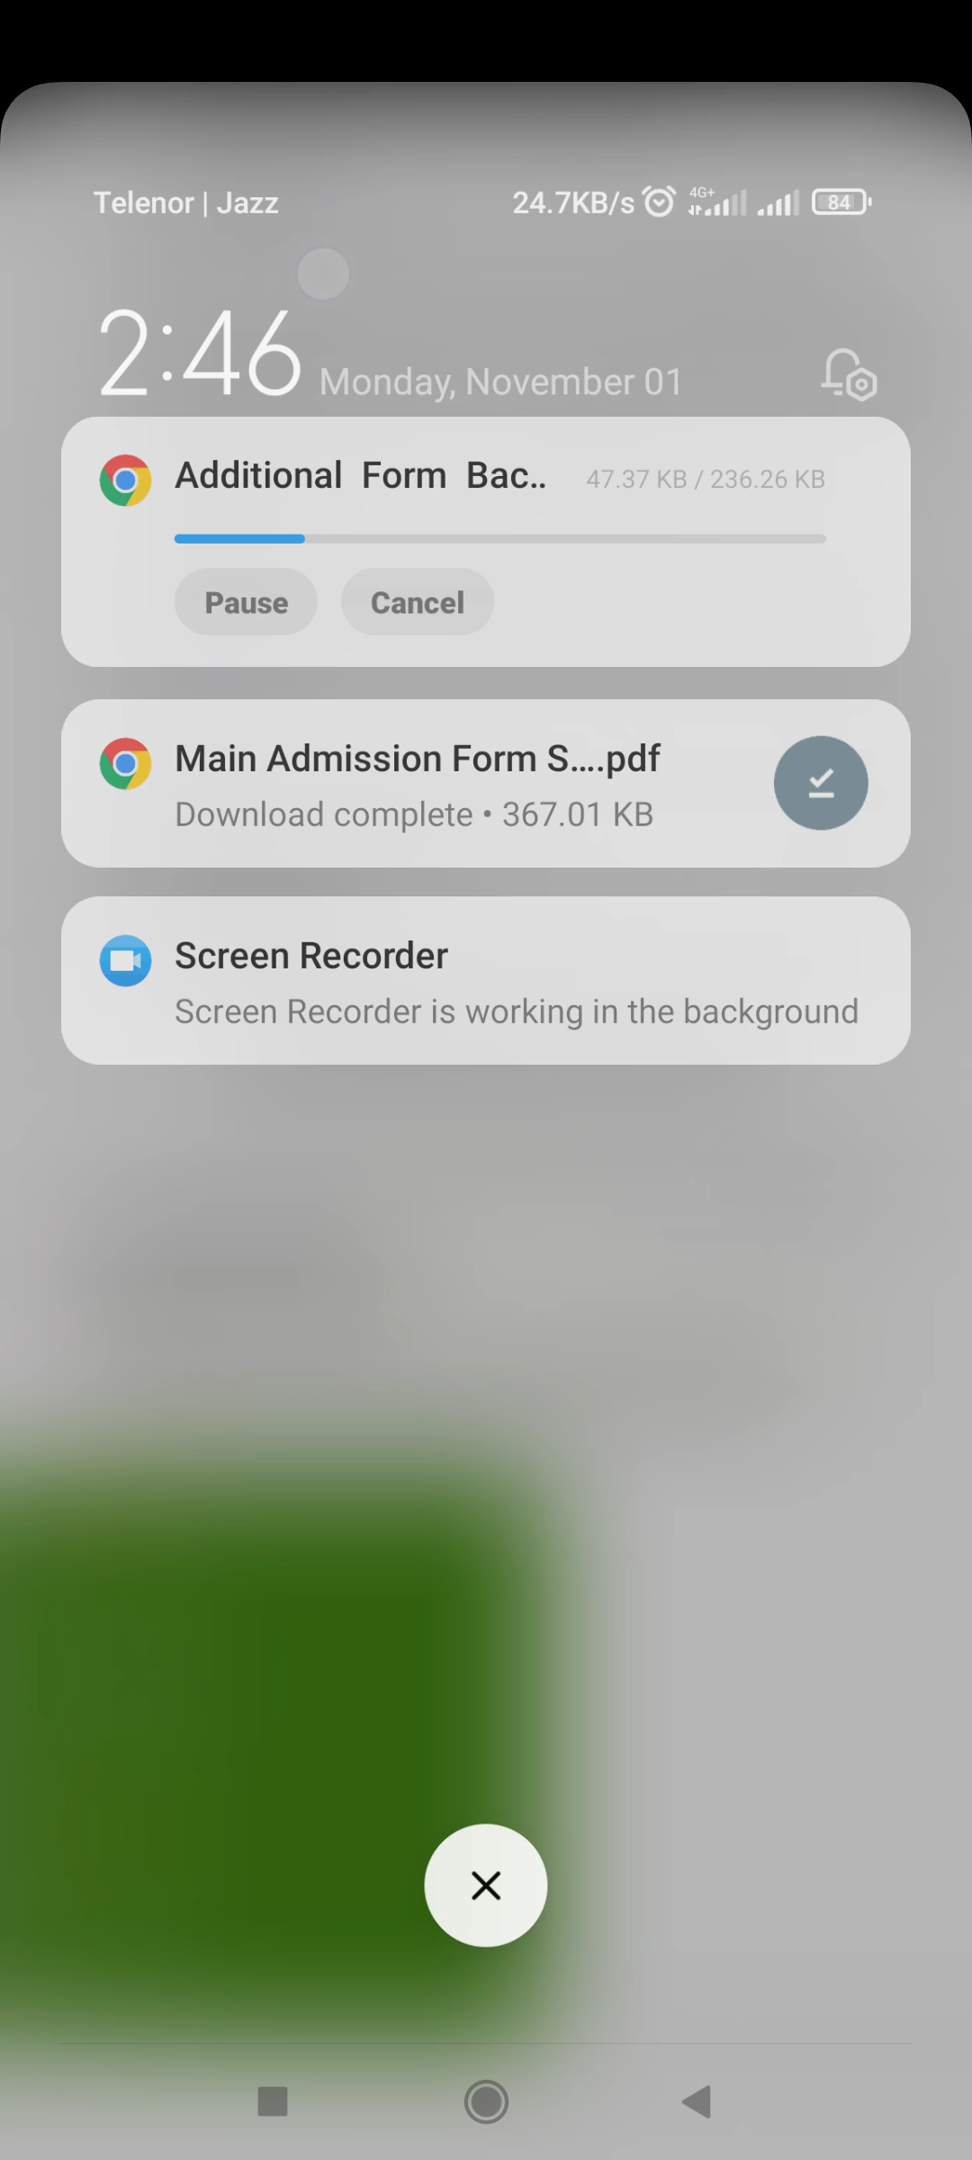 Telenor | Jazz 24.7KB/s 4G+ 84
2:46 Monday, November 01
Additional Form Bac.. 47.37 KB / 236.26 KB
Pause Cancel
Main Admission Form S....pdf
Download complete • 367.01 KB
Screen Recorder
Screen Recorder is working in the background